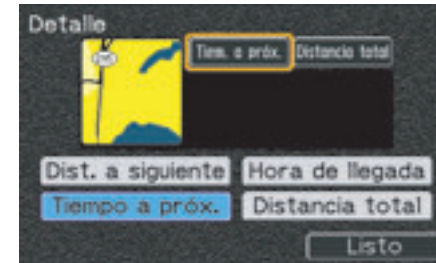 Detalle
Tiem. a próx. Distancia total
Dist. a siguiente Hora de llegada
Tiempo a próx. Distancia total
Listo